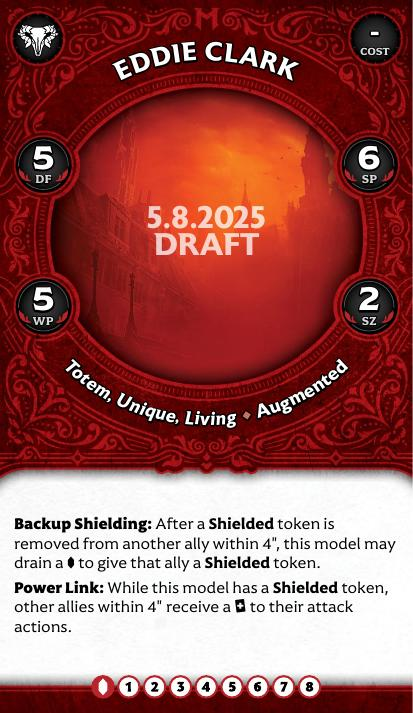 EDDIE CLARK
-
COST
5
DF
6
SP
5.8.2025
DRAFT
5
WP
2
SZ
Totem, Unique, Living ◆ Augmented
Backup Shielding: After a Shielded token is
removed from another ally within 4", this model may
drain a to give that ally a Shielded token.
Power Link: While this model has a Shielded token,
other allies within 4" receive a to their attack
actions.
1 2 3 4 5 6 7 8